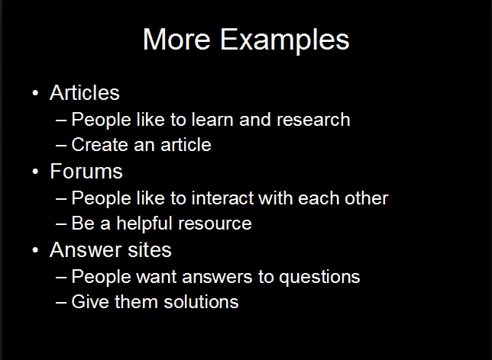 More Examples
• Articles
– People like to learn and research
– Create an article
• Forums
– People like to interact with each other
– Be a helpful resource
• Answer sites
– People want answers to questions
– Give them solutions